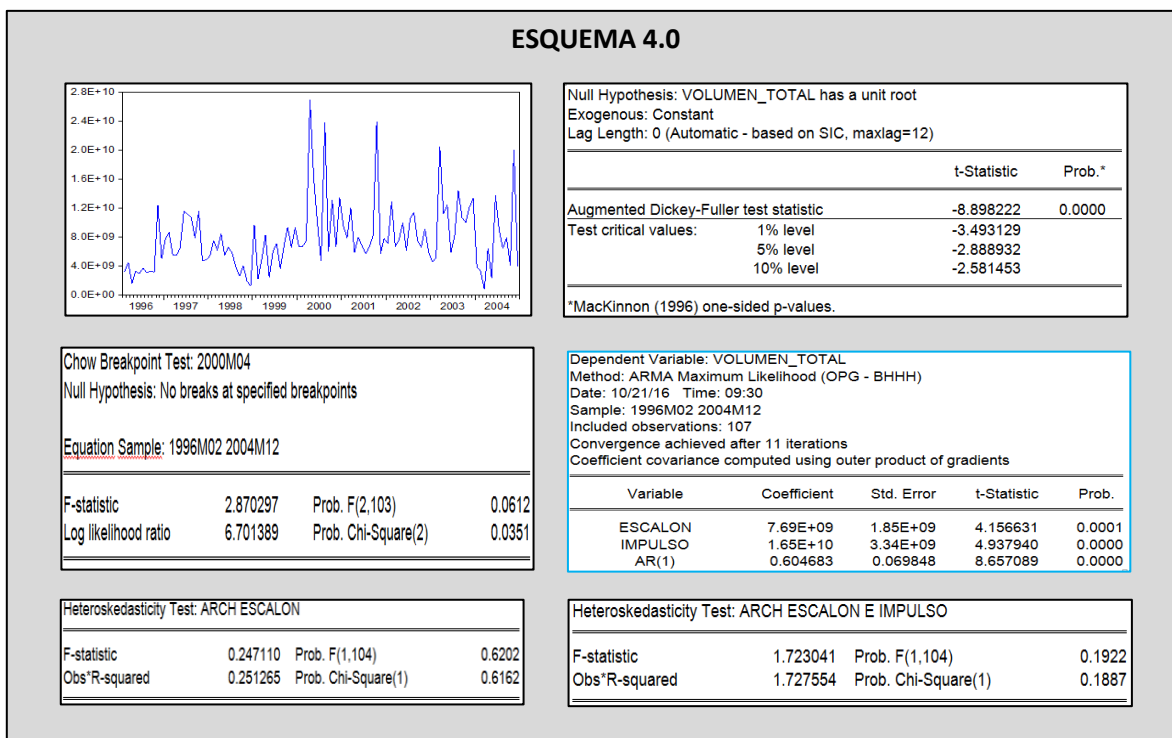 ESQUEMA 4.0
2.8E+10
2.4E+10
2.0E+10
1.6E+10
1.2E+10
8.0E+09
4.0E+09
0.0E+00
1996 1997 1998 1999 2000 2001 2002 2003 2004
Null Hypothesis: VOLUMEN_TOTAL has a unit root
Exogenous: Constant
Lag Length: 0 (Automatic - based on SIC, maxlag=12)
t-Statistic Prob.*
Augmented Dickey-Fuller test statistic -8.898222 0.0000
Test critical values: 1% level -3.493129
5% level -2.888932
10% level -2.581453
*MacKinnon (1996) one-sided p-values.
Chow Breakpoint Test: 2000M04
Null Hypothesis: No breaks at specified breakpoints
Equation Sample: 1996M02 2004M12
F-statistic 2.870297 Prob. F(2,103) 0.0612
Log likelihood ratio 6.701389 Prob. Chi-Square(2) 0.0351
Dependent Variable: VOLUMEN_TOTAL
Method: ARMA Maximum Likelihood (OPG - BHHH)
Date: 10/21/16 Time: 09:30
Sample: 1996M02 2004M12
Included observations: 107
Convergence achieved after 11 iterations
Coefficient covariance computed using outer product of gradients
Variable Coefficient Std. Error t-Statistic Prob.
ESCALON 7.69E+09 1.85E+09 4.156631 0.0001
IMPULSO 1.65E+10 3.34E+09 4.937940 0.0000
AR(1) 0.604683 0.069848 8.657089 0.0000
Heteroskedasticity Test: ARCH ESCALON
F-statistic 0.247110 Prob. F(1,104) 0.6202
Obs*R-squared 0.251265 Prob. Chi-Square(1) 0.6162
Heteroskedasticity Test: ARCH ESCALON E IMPULSO
F-statistic 1.723041 Prob. F(1,104) 0.1922
Obs*R-squared 1.727554 Prob. Chi-Square(1) 0.1887